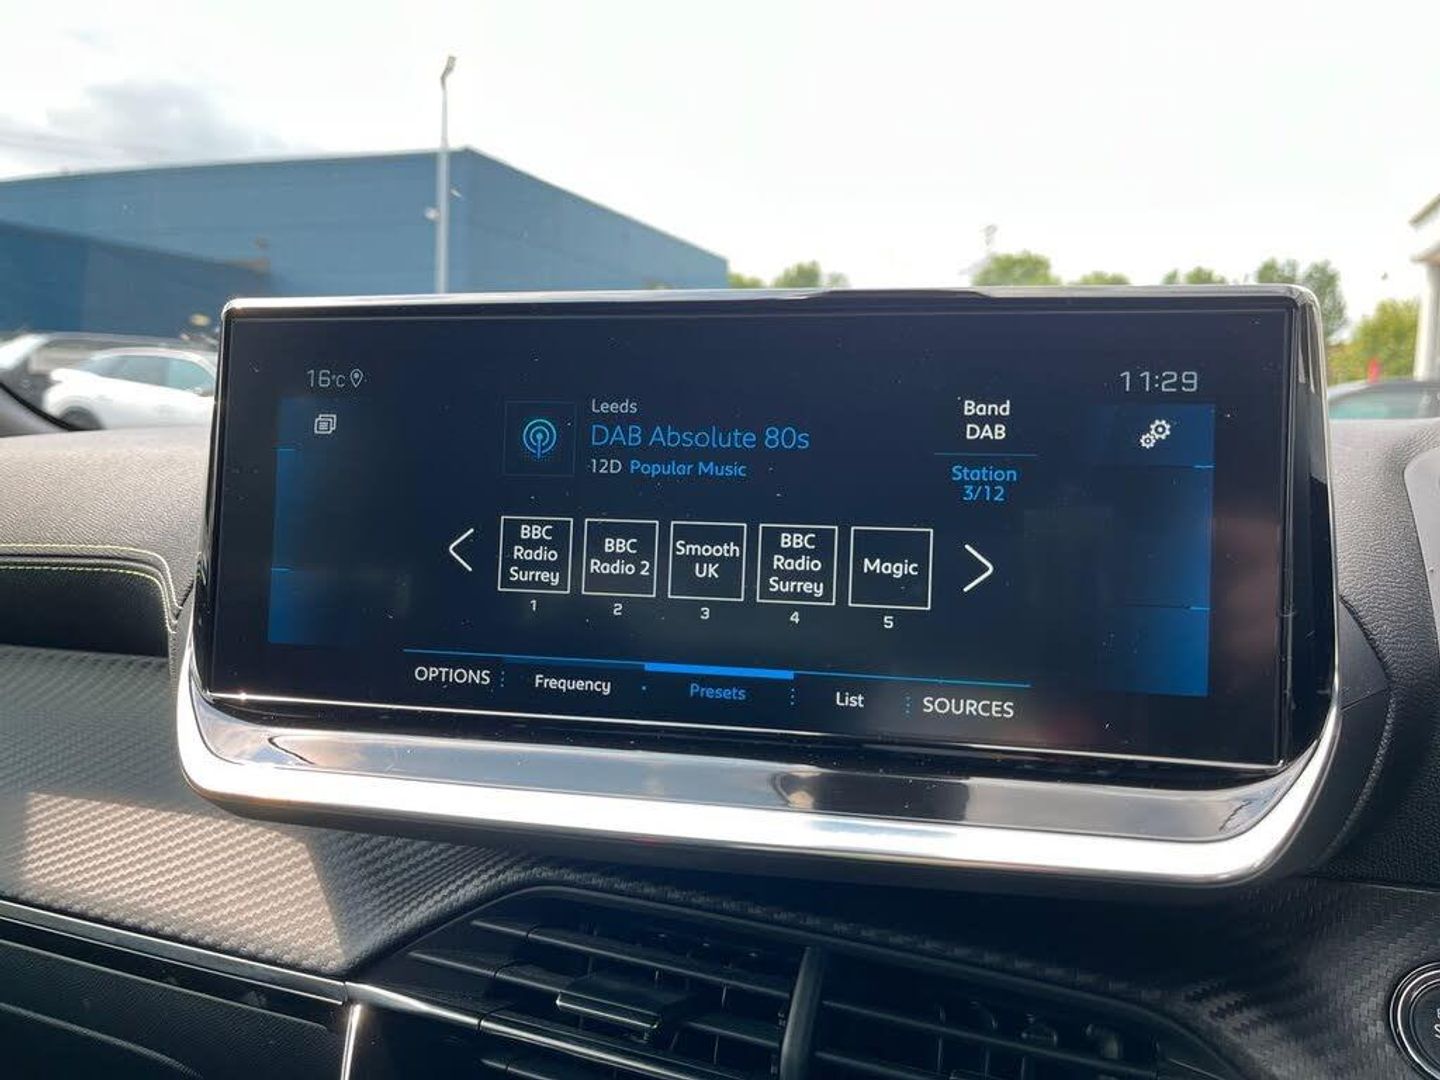 16°C
11:29
Leeds
DAB Absolute 80s
12D Popular Music
Band
DAB
Station
3/12
BBC
Radio
Surrey
1
BBC
Radio 2
2
Smooth
UK
3
BBC
Radio
Surrey
4
Magic
5
OPTIONS
Frequency
Presets
List
SOURCES